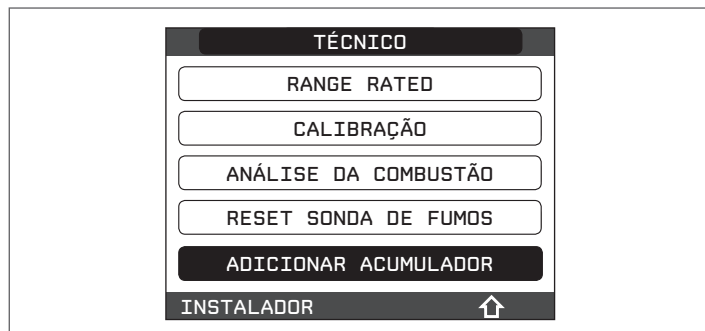 TÉCNICO
RANGE RATED
CALIBRAÇÃO
ANÁLISE DA COMBUSTÃO
RESET SONDA DE FUMOS
ADICIONAR ACUMULADOR
INSTALADOR